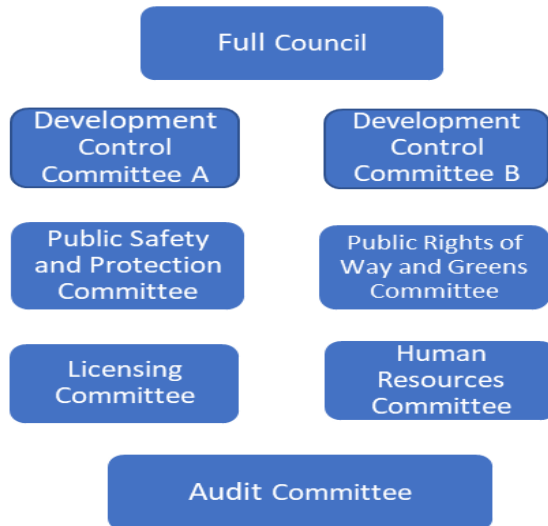 Full Council
Development
Control
Committee A
Development
Control
Committee B
Public Safety
and Protection
Committee
Public Rights of
Way and Greens
Committee
Licensing
Committee
Human
Resources
Committee
Audit Committee